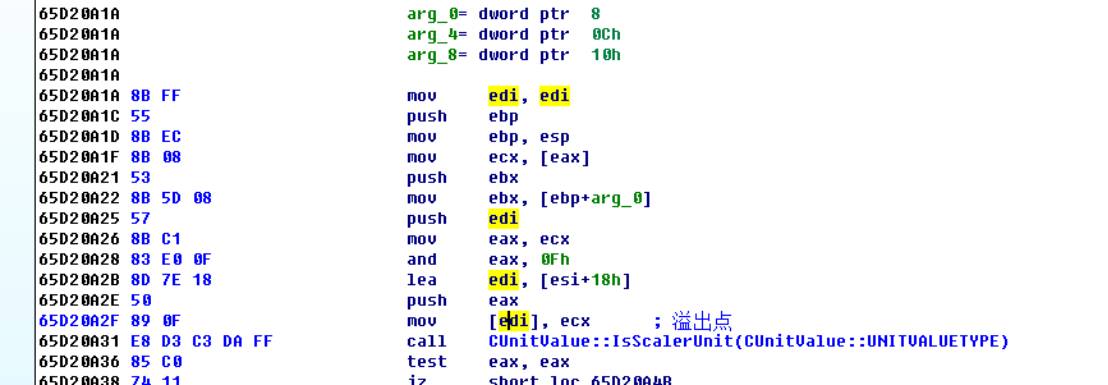 65D20A1A arg_0= dword ptr 8
65D20A1A arg_4= dword ptr 0Ch
65D20A1A arg_8= dword ptr 10h
65D20A1A
65D20A1A 8B FF mov edi, edi
65D20A1C 55 push ebp
65D20A1D 8B EC mov ebp, esp
65D20A1F 8B 08 mov ecx, [eax]
65D20A21 53 push ebx
65D20A22 8B 5D 08 mov ebx, [ebp+arg_0]
65D20A25 57 push edi
65D20A26 8B C1 mov eax, ecx
65D20A28 83 E0 0F and eax, 0Fh
65D20A2B 8D 7E 18 lea edi, [esi+18h]
65D20A2E 50 push eax
65D20A2F 89 0F mov [edi], ecx ; 溢出点
65D20A31 E8 D3 C3 DA FF call CUnitValue::IsScalerUnit(CUnitValue::UNITVALUETYPE)
65D20A36 85 C0 test eax, eax
65D20A38 74 11 jz short loc_65D20A4B